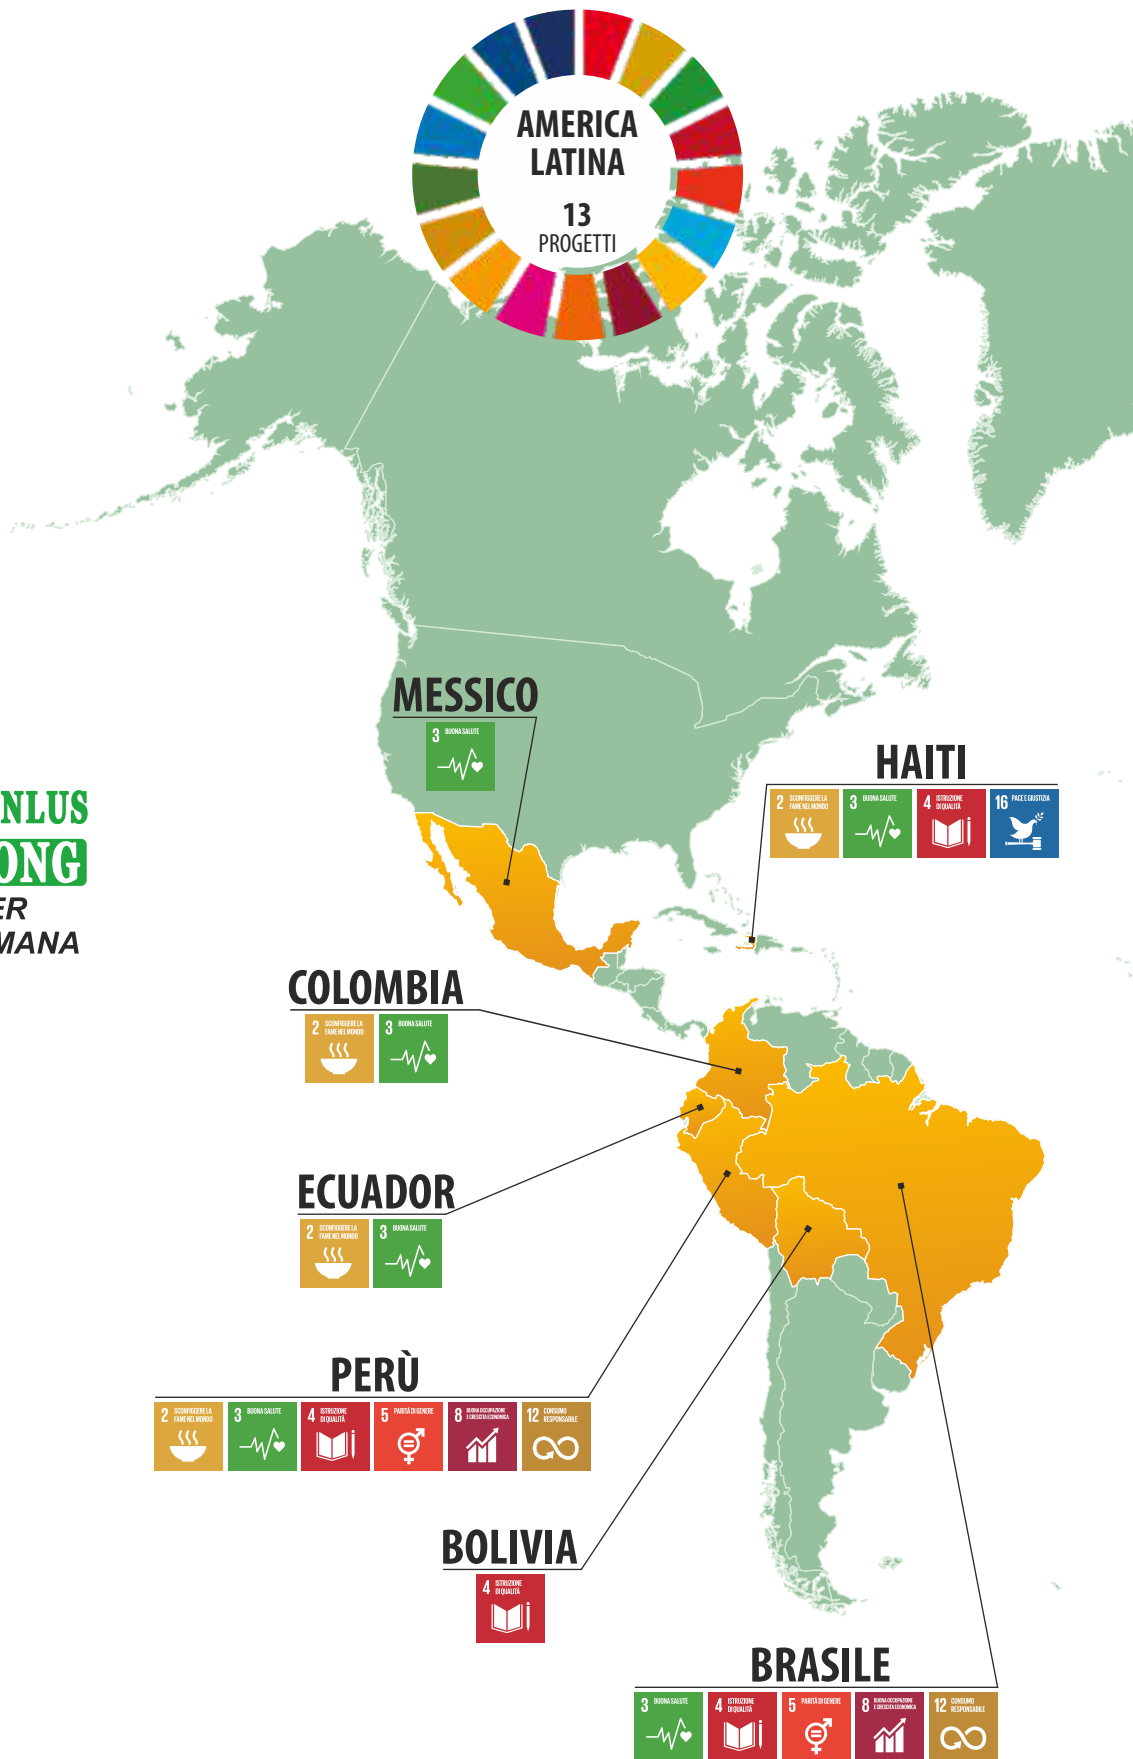 AMERICA
LATINA
13
PROGETTI
MESSICO
3 BUONA SALUTE
HAITI
2 SCONFIGGERE LA
FAME NEL MONDO
3 BUONA SALUTE
4 ISTRUZIONE
DI QUALITÀ
16 PACE E GIUSTIZIA
NLUS
ONG
ER
MANA
COLOMBIA
2 SCONFIGGERE LA
FAME NEL MONDO
3 BUONA SALUTE
ECUADOR
2 SCONFIGGERE LA
FAME NEL MONDO
3 BUONA SALUTE
PERÙ
2 SCONFIGGERE LA
FAME NEL MONDO
3 BUONA SALUTE
4 ISTRUZIONE
DI QUALITÀ
5 PARITÀ DI GENERE
8 BUONA OCCUPAZIONE
E CRESCITA ECONOMICA
12 CONSUMO
RESPONSABILE
BOLIVIA
4 ISTRUZIONE
DI QUALITÀ
BRASILE
3 BUONA SALUTE
4 ISTRUZIONE
DI QUALITÀ
5 PARITÀ DI GENERE
8 BUONA OCCUPAZIONE
E CRESCITA ECONOMICA
12 CONSUMO
RESPONSABILE